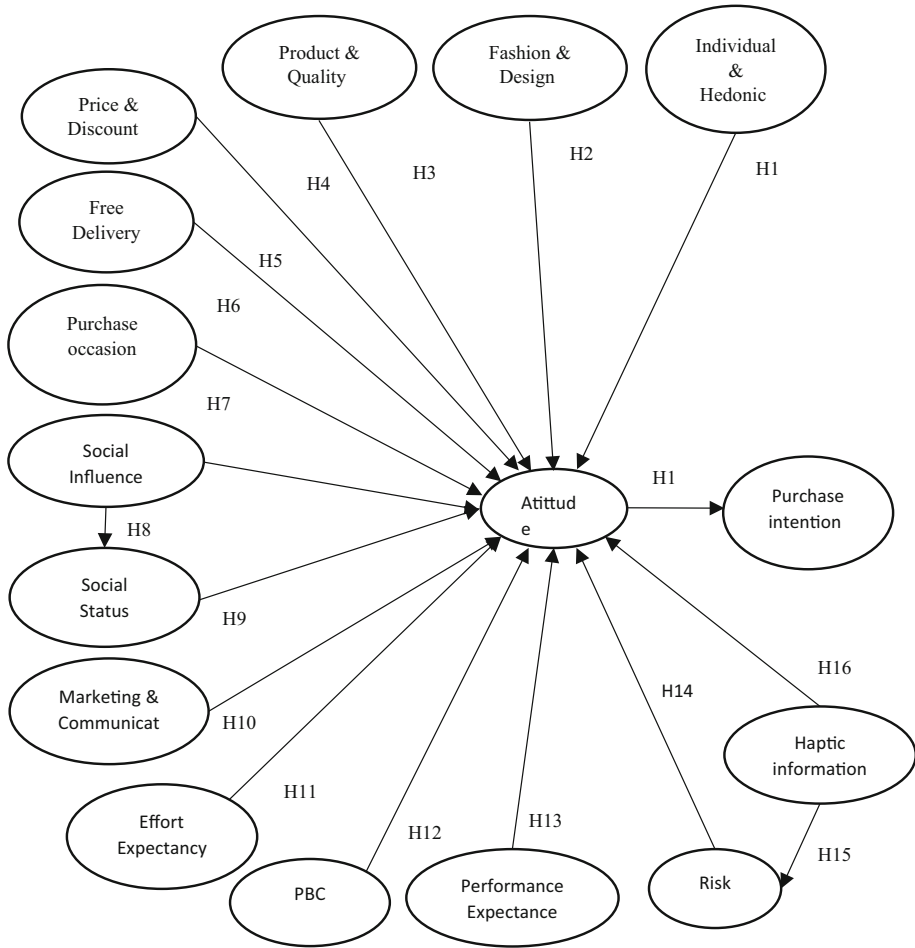 Product &
Quality
Fashion &
Design
Individual
&
Hedonic
Price &
Discount
H4
H3
H2
H1
Free
Delivery
H5
H6
Purchase
occasion
H7
Social
Influence
H8
Atittud
e
H1
Purchase
intention
Social
Status
H9
Marketing &
Communicat
H10
H11
H14
H16
Haptic
information
Effort
Expectancy
H12
H13
H15
PBC
Performance
Expectance
Risk